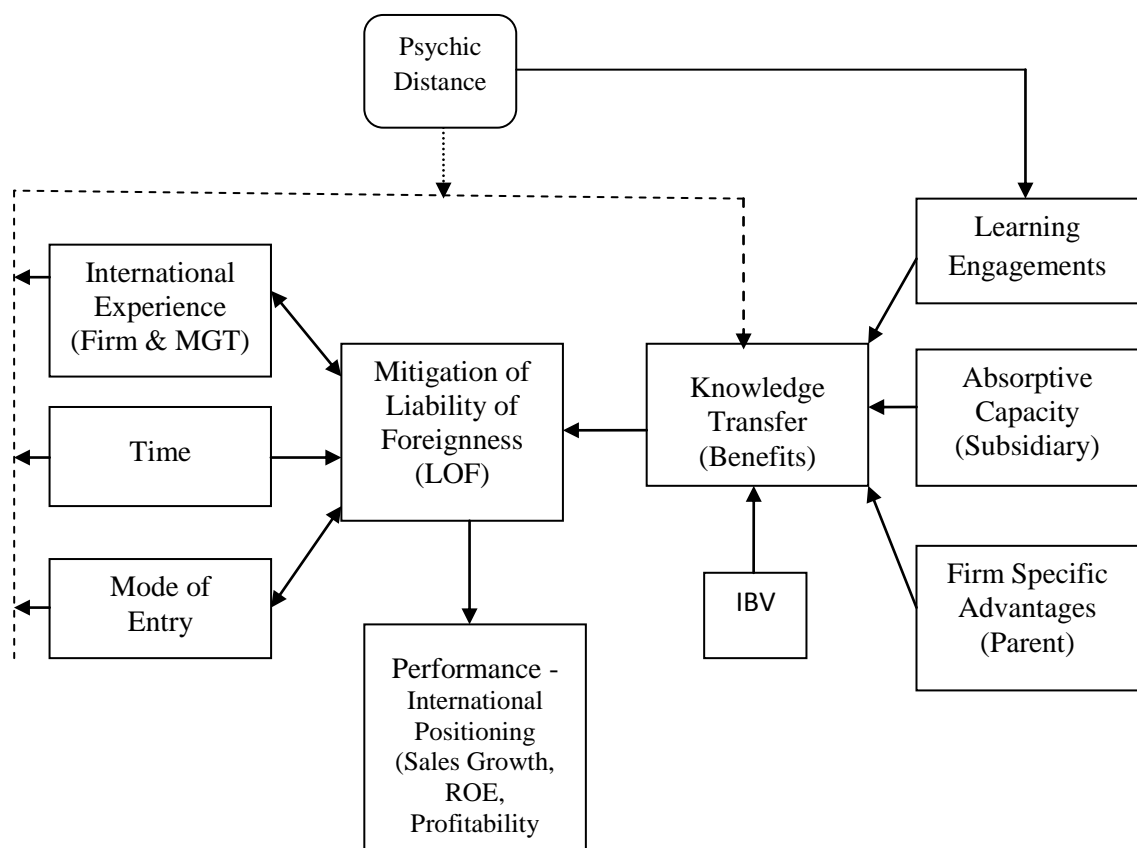 Psychic
Distance
Learning
Engagements
International
Experience
(Firm & MGT)
Mitigation of
Liability of
Foreignness
(LOF)
Knowledge
Transfer
(Benefits)
Absorptive
Capacity
(Subsidiary)
Time
Mode of
Entry
IBV
Firm Specific
Advantages
(Parent)
Performance -
International
Positioning
(Sales Growth,
ROE,
Profitability